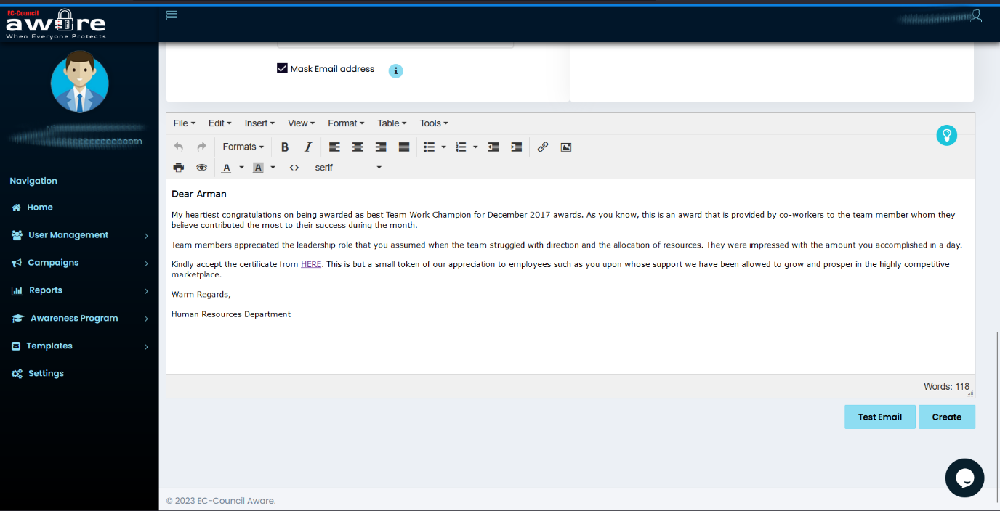 EC-Council
aware
When Everyone Protects
Mask Email address
i
Navigation
Home
User Management
Campaigns
Reports
Awareness Program
Templates
Settings
File Edit Insert View Format Table Tools
Formats B I
A A <> serif
Dear Arman
My heartiest congratulations on being awarded as best Team Work Champion for December 2017 awards. As you know, this is an award that is provided by co-workers to the team member whom they
believe contributed the most to their success during the month.
Team members appreciated the leadership role that you assumed when the team struggled with direction and the allocation of resources. They were impressed with the amount you accomplished in a day.
Kindly accept the certificate from HERE. This is but a small token of our appreciation to employees such as you upon whose support we have been allowed to grow and prosper in the highly competitive
marketplace.
Warm Regards,
Human Resources Department
Words: 118
Test Email Create
© 2023 EC-Council Aware.